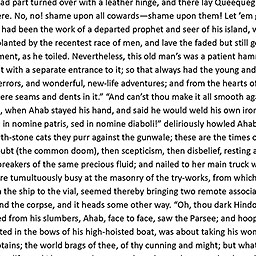 ad part turned over with a leather hinge, and there lay Queequeg
ere. No, no! shame upon all cowards—shame upon them! Let 'em g
had been the work of a departed prophet and seer of his island, w
planted by the recentest race of men, and lave the faded but still go
ment, as he toiled. Nevertheless, this old man's was a patient hamm
t with a separate entrance to it; so that always had the young and
errors, and wonderful, new-life adventures; and from the hearts of
ere seams and dents in it." "And can'st thou make it all smooth aga
, when Ahab stayed his hand, and said he would weld his own iron
in nomine patris, sed in nomine diaboli!" deliriously howled Ahab
th-stone cats they purr against the gunwale; these are the times o
ubt (the common doom), then scepticism, then disbelief, resting a
breakers of the same precious fluid; and nailed to her main truck w
re tumultuously busy at the masonry of the try-works, from which
n the ship to the vial, seemed thereby bringing two remote associa
nd the corpse, and it heads some other way. "Oh, thou dark Hindo
ed from his slumbers, Ahab, face to face, saw the Parsee; and hoop
ted in the bows of his high-hoisted boat, was about taking his wom
ptains; the world brags of thee, of thy cunning and might; but what